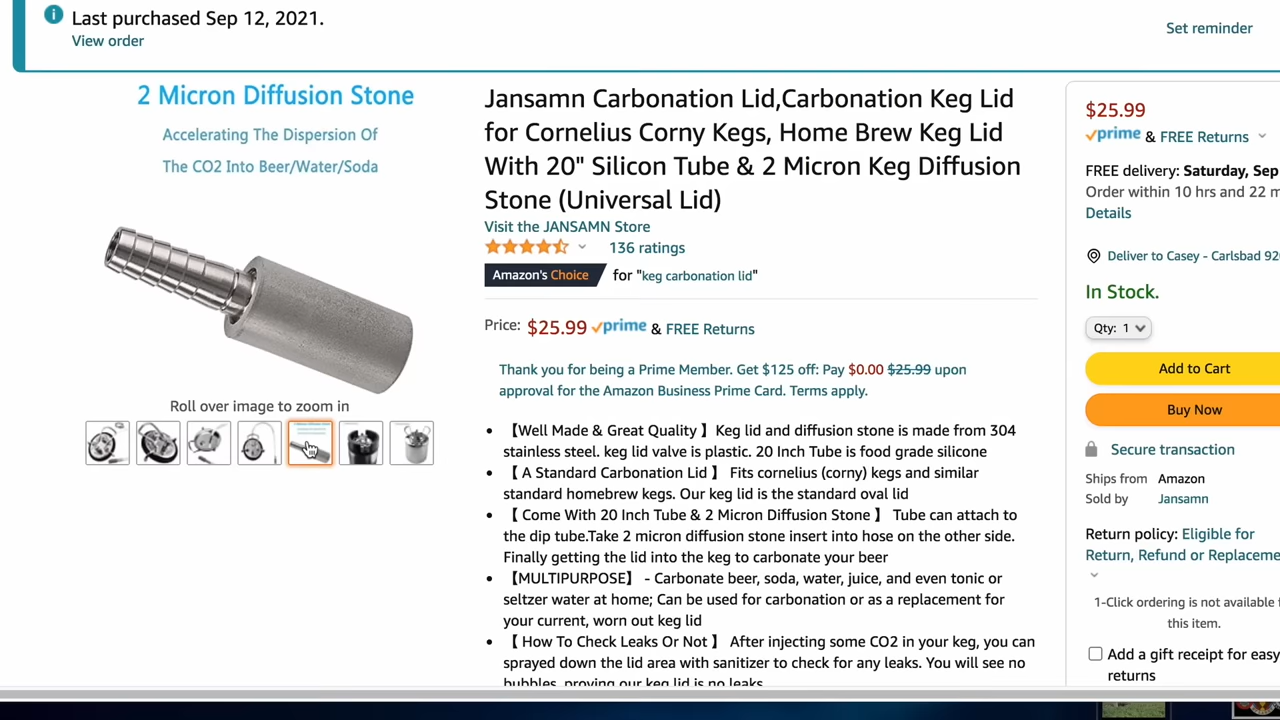 Last purchased Sep 12, 2021.
View order
Set reminder
2 Micron Diffusion Stone
Accelerating The Dispersion Of
The CO2 Into Beer/Water/Soda
Roll over image to zoom in
Jansamn Carbonation Lid,Carbonation Keg Lid
for Cornelius Corny Kegs, Home Brew Keg Lid
With 20" Silicon Tube & 2 Micron Keg Diffusion
Stone (Universal Lid)
Visit the JANSAMN Store
136 ratings
Amazon's Choice for "keg carbonation lid"
Price: $25.99 prime & FREE Returns
Thank you for being a Prime Member. Get $125 off: Pay $0.00 $25.99 upon
approval for the Amazon Business Prime Card. Terms apply.
• 【Well Made & Great Quality 】Keg lid and diffusion stone is made from 304
stainless steel. keg lid valve is plastic. 20 Inch Tube is food grade silicone
• 【 A Standard Carbonation Lid 】 Fits cornelius (corny) kegs and similar
standard homebrew kegs. Our keg lid is the standard oval lid
• 【 Come With 20 Inch Tube & 2 Micron Diffusion Stone 】 Tube can attach to
the dip tube.Take 2 micron diffusion stone insert into hose on the other side.
Finally getting the lid into the keg to carbonate your beer
• 【MULTIPURPOSE】 - Carbonate beer, soda, water, juice, and even tonic or
seltzer water at home; Can be used for carbonation or as a replacement for
your current, worn out keg lid
• 【 How To Check Leaks Or Not 】 After injecting some CO2 in your keg, you can
sprayed down the lid area with sanitizer to check for any leaks. You will see no
bubbles, proving our keg lid is no leaks
$25.99
prime & FREE Returns
FREE delivery: Saturday, Sep
Order within 10 hrs and 22 m
Details
Deliver to Casey - Carlsbad 920
In Stock.
Qty: 1
Add to Cart
Buy Now
Secure transaction
Ships from Amazon
Sold by Jansamn
Return policy: Eligible for
Return, Refund or Replaceme
1-Click ordering is not available f
this item.
Add a gift receipt for easy
returns